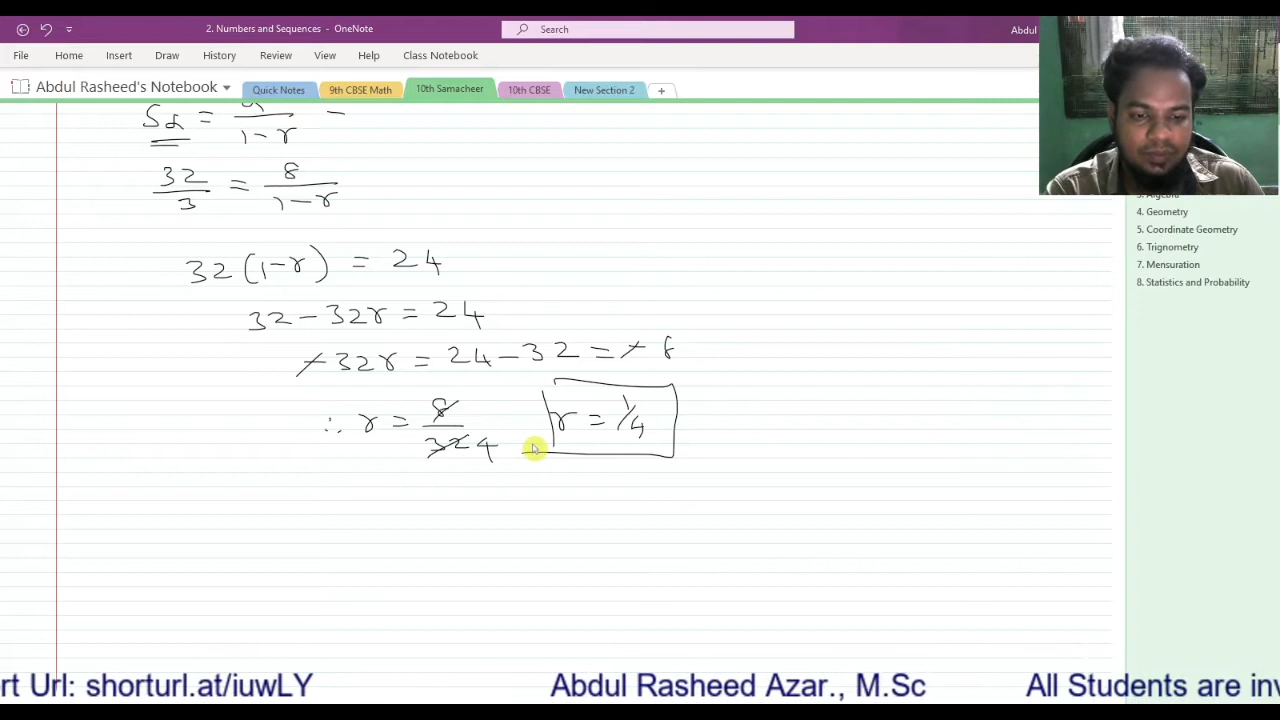 2. Numbers and Sequences - OneNote
Search
Abdul
File Home Insert Draw History Review View Help Class Notebook
Abdul Rasheed's Notebook
Quick Notes 9th CBSE Math 10th Samacheer 10th CBSE New Section 2 +
4. Geometry
5. Coordinate Geometry
6. Trignometry
7. Mensuration
8. Statistics and Probability
32/3 = 8/1-r
32(1-r) = 24
32 - 32r = 24
-32r = 24 - 32 = - 8
∴ r = 8/32 4 r = 1/4
rt Url: shorturl.at/iuwLY Abdul Rasheed Azar., M.Sc All Students are inv